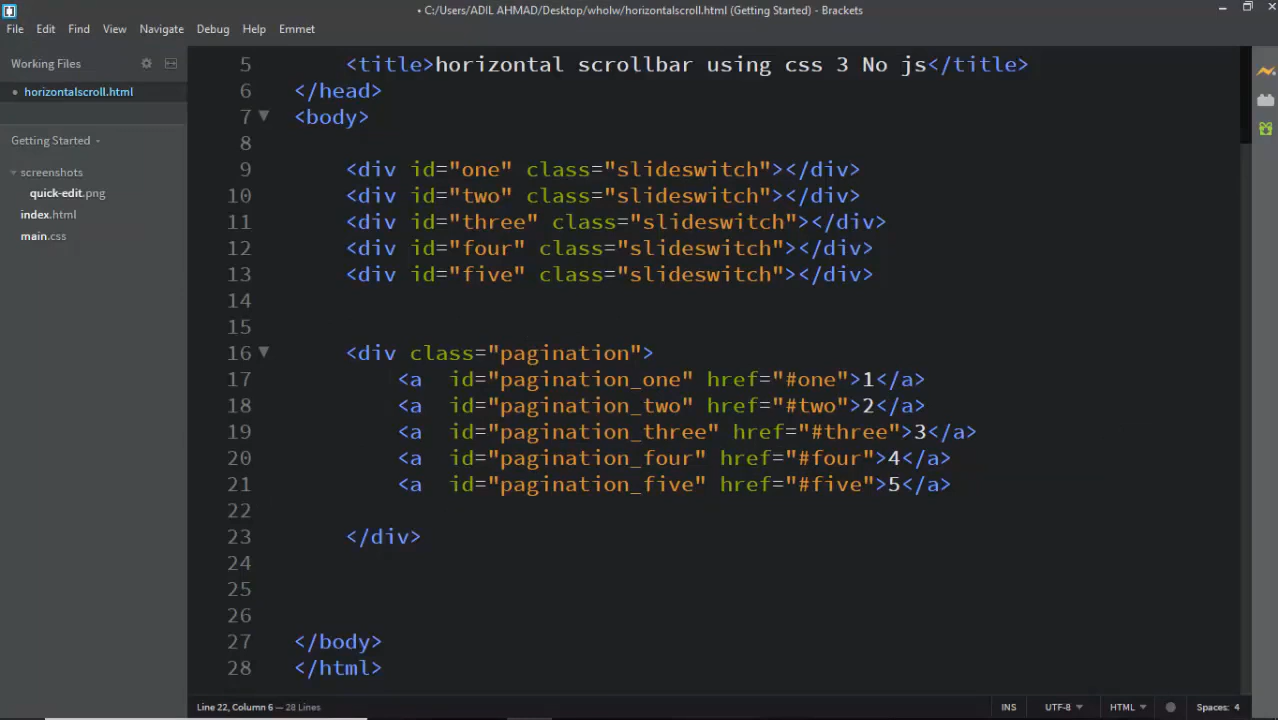 • C:/Users/ADIL AHMAD/Desktop/wholw/horizontalscroll.html (Getting Started) - Brackets
File Edit Find View Navigate Debug Help Emmet
Working Files
• horizontalscroll.html
Getting Started
screenshots
quick-edit.png
index.html
main.css
5 <title>horizontal scrollbar using css 3 No js</title>
6 </head>
7 <body>
8
9 <div id="one" class="slideswitch"></div>
10 <div id="two" class="slideswitch"></div>
11 <div id="three" class="slideswitch"></div>
12 <div id="four" class="slideswitch"></div>
13 <div id="five" class="slideswitch"></div>
14
15
16 <div class="pagination">
17 <a  id="pagination_one" href="#one">1</a>
18 <a  id="pagination_two" href="#two">2</a>
19 <a  id="pagination_three" href="#three">3</a>
20 <a  id="pagination_four" href="#four">4</a>
21 <a  id="pagination_five" href="#five">5</a>
22
23 </div>
24
25
26
27 </body>
28 </html>
Line 22, Column 6 — 28 Lines
INS UTF-8 HTML Spaces: 4